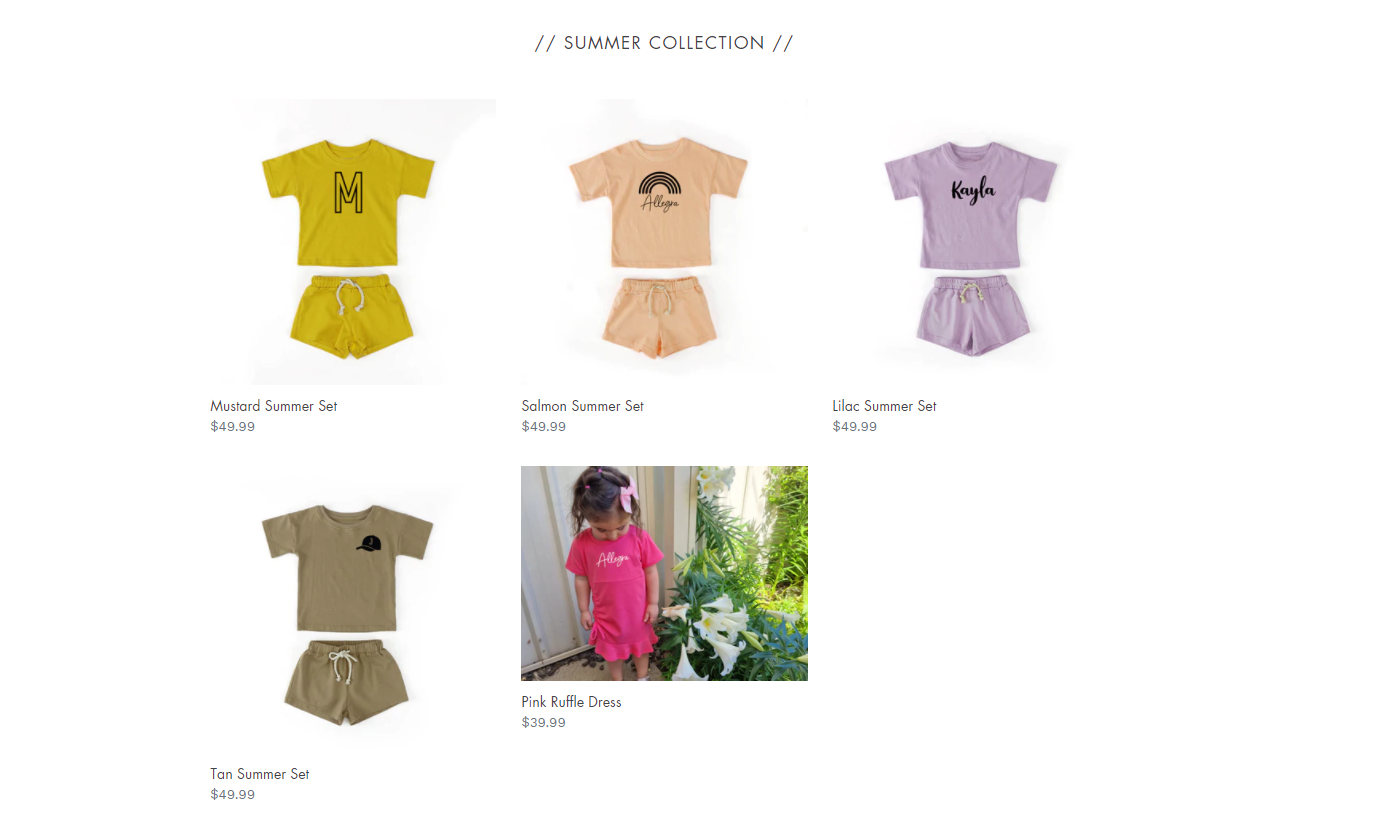 // SUMMER COLLECTION //
M
Allegra
Kayla
Mustard Summer Set
$49.99
Salmon Summer Set
$49.99
Lilac Summer Set
$49.99
J
Allegra
Tan Summer Set
$49.99
Pink Ruffle Dress
$39.99